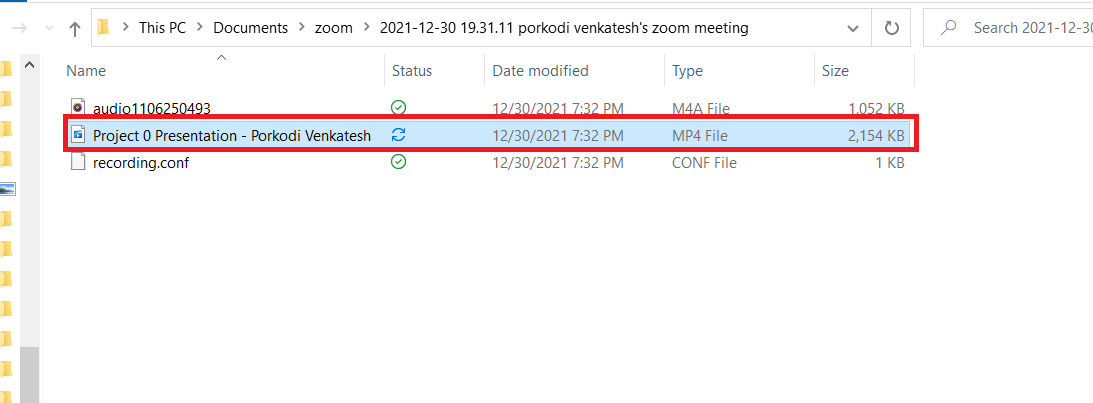 This PC > Documents > zoom > 2021-12-30 19.31.11 porkodi venkatesh's zoom meeting
Search 2021-12-30
Name Status Date modified Type Size
audio1106250493 12/30/2021 7:32 PM M4A File 1,052 KB
Project 0 Presentation - Porkodi Venkatesh 12/30/2021 7:32 PM MP4 File 2,154 KB
recording.conf 12/30/2021 7:32 PM CONF File 1 KB